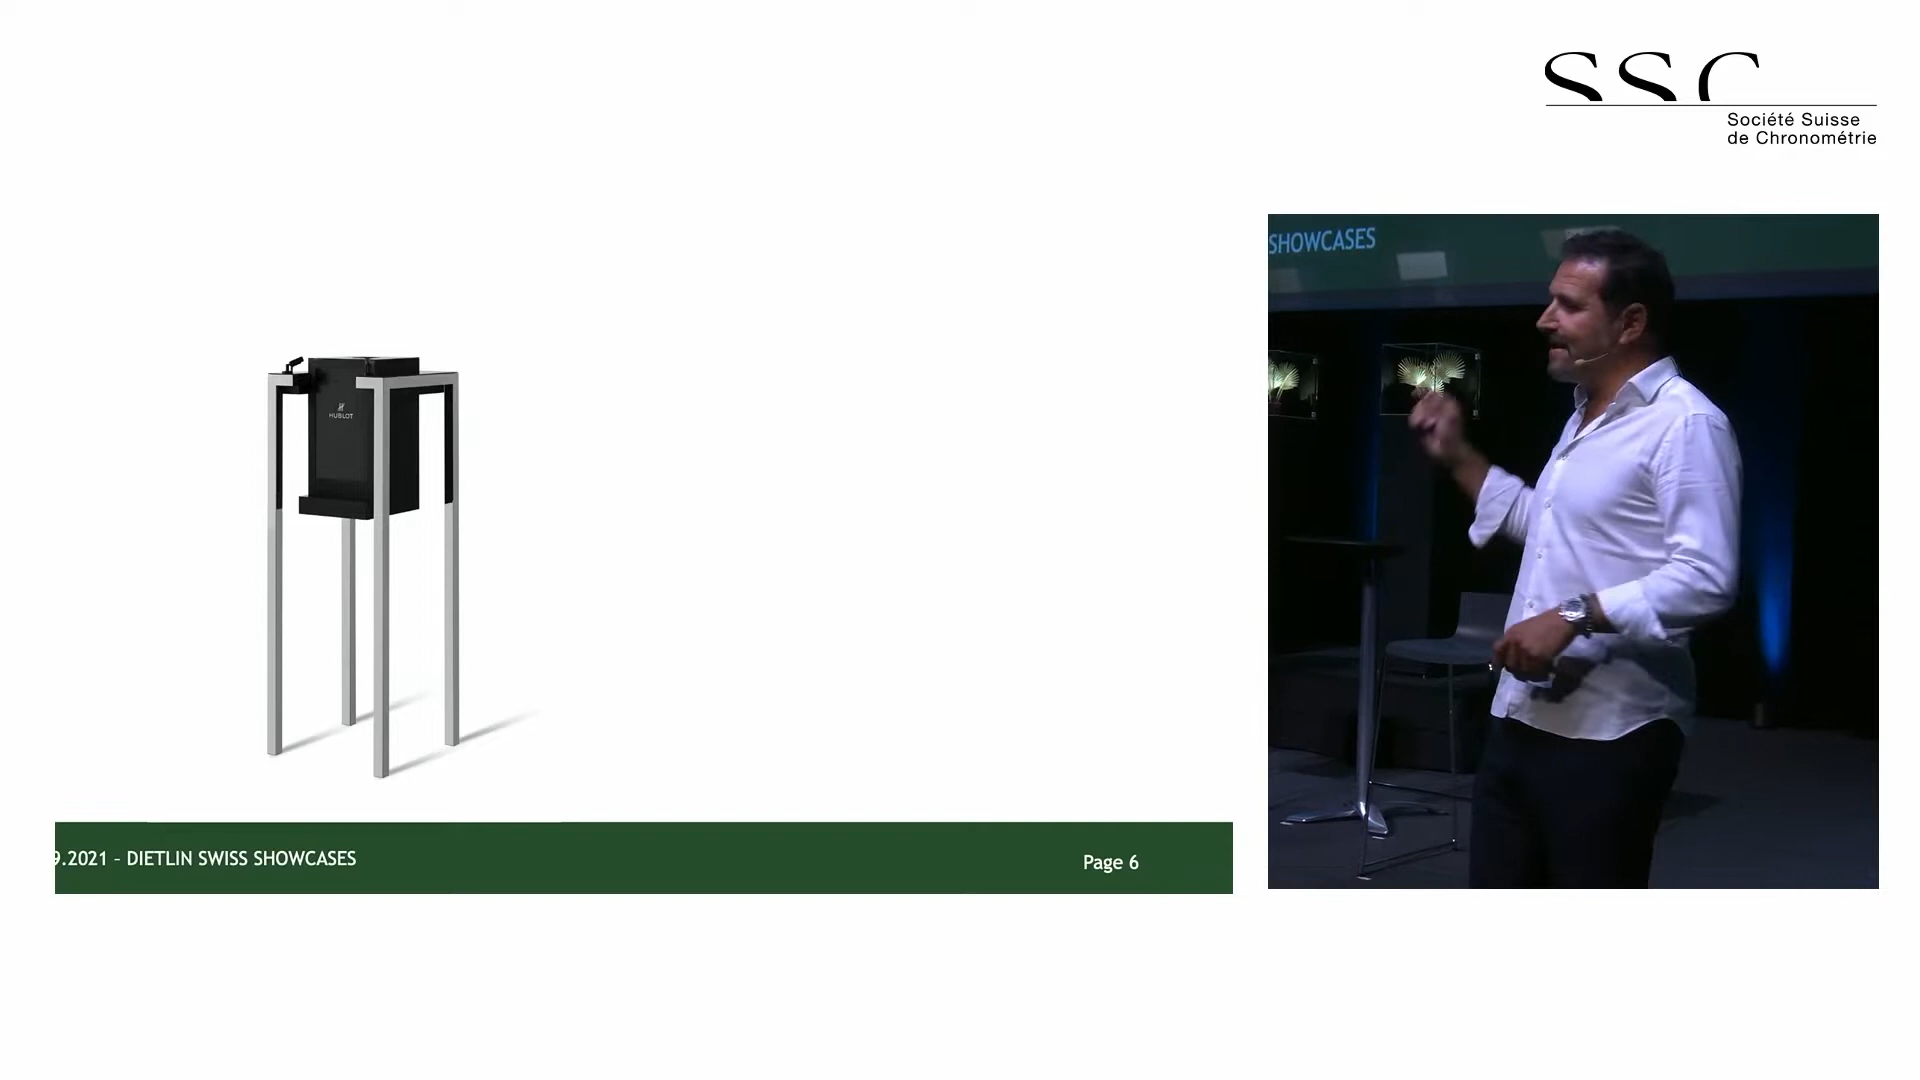 SSC
Société Suisse
de Chronométrie
SHOWCASES
HUBLOT
9.2021 – DIETLIN SWISS SHOWCASES
Page 6